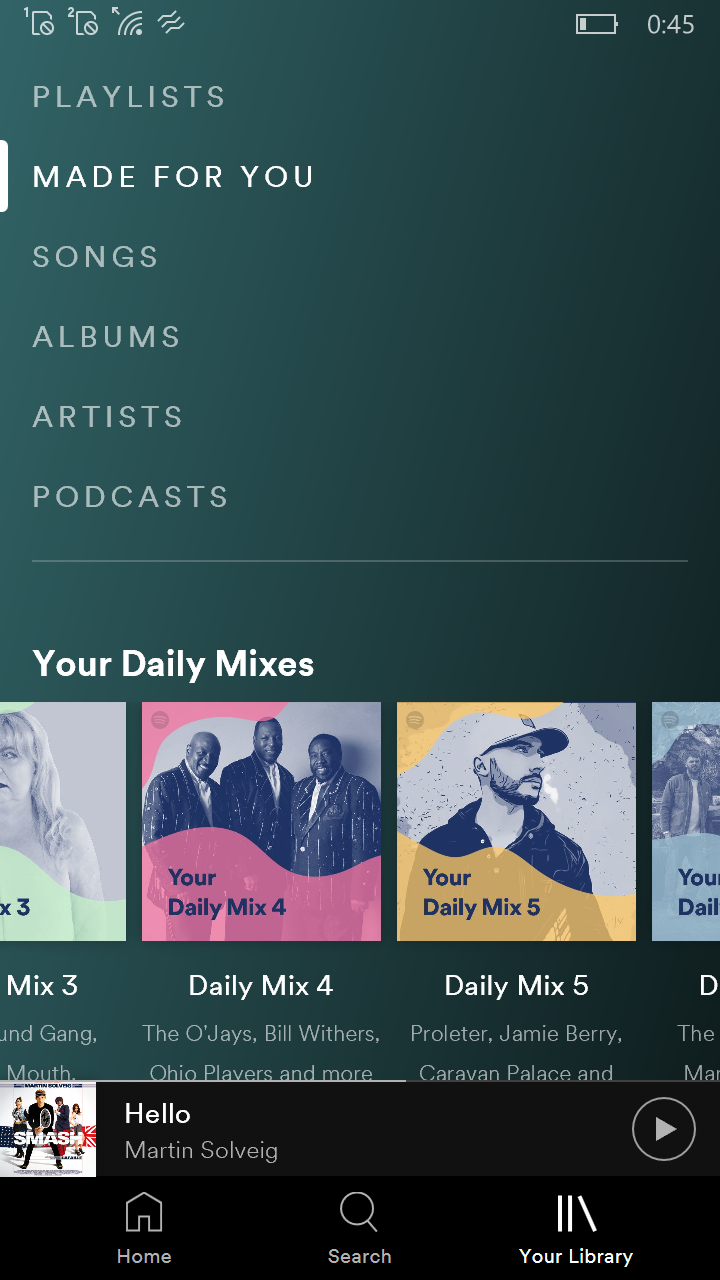 1 2 0:45
PLAYLISTS
MADE FOR YOU
SONGS
ALBUMS
ARTISTS
PODCASTS
Your Daily Mixes
x 3
Your
Daily Mix 4
Your
Daily Mix 5
Your
Dail
Mix 3
Daily Mix 4
Daily Mix 5
D
und Gang,
Mouth,
The O'Jays, Bill Withers,
Ohio Players and more
Proleter, Jamie Berry,
Caravan Palace and
The
Mar
MARTIN SOLVEIG
SMASH
Hello
Martin Solveig
Home
Search
Your Library